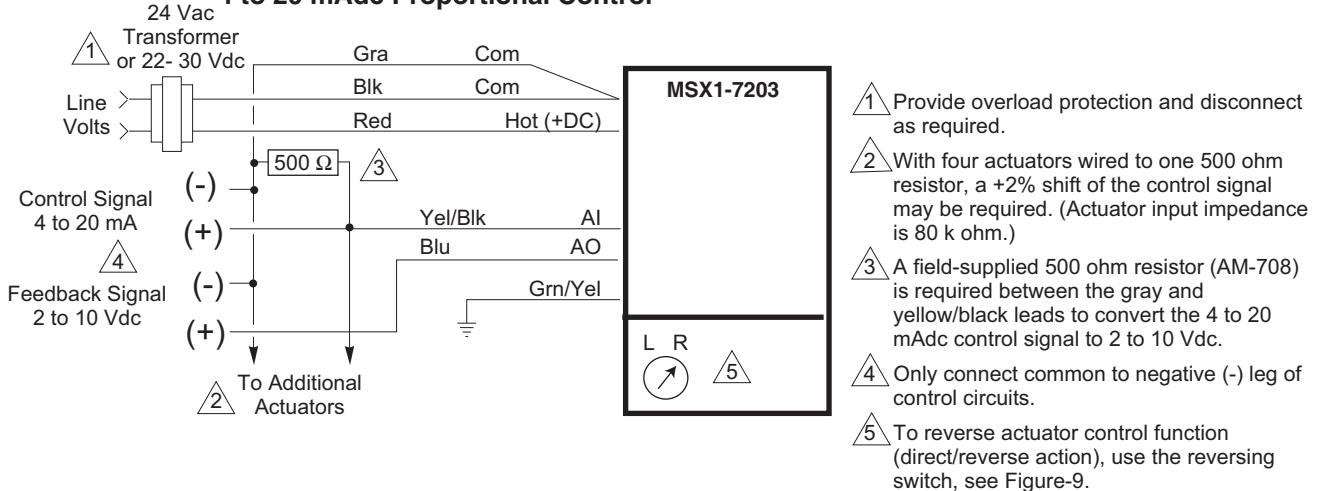 4 to 20 mAdc Proportional Control
24 Vac
Transformer
or 22- 30 Vdc
1
Line
Volts
Gra Com
Blk Com
Red Hot (+DC)
MSX1-7203
500 Ω
3
Control Signal
4 to 20 mA
(-)
(+)
4
Yel/Blk AI
Blu AO
Feedback Signal
2 to 10 Vdc
(-)
(+)
Grn/Yel
L R
5
2
To Additional
Actuators
1 Provide overload protection and disconnect
as required.
2 With four actuators wired to one 500 ohm
resistor, a +2% shift of the control signal
may be required. (Actuator input impedance
is 80 k ohm.)
3 A field-supplied 500 ohm resistor (AM-708)
is required between the gray and
yellow/black leads to convert the 4 to 20
mAdc control signal to 2 to 10 Vdc.
4 Only connect common to negative (-) leg of
control circuits.
5 To reverse actuator control function
(direct/reverse action), use the reversing
switch, see Figure-9.